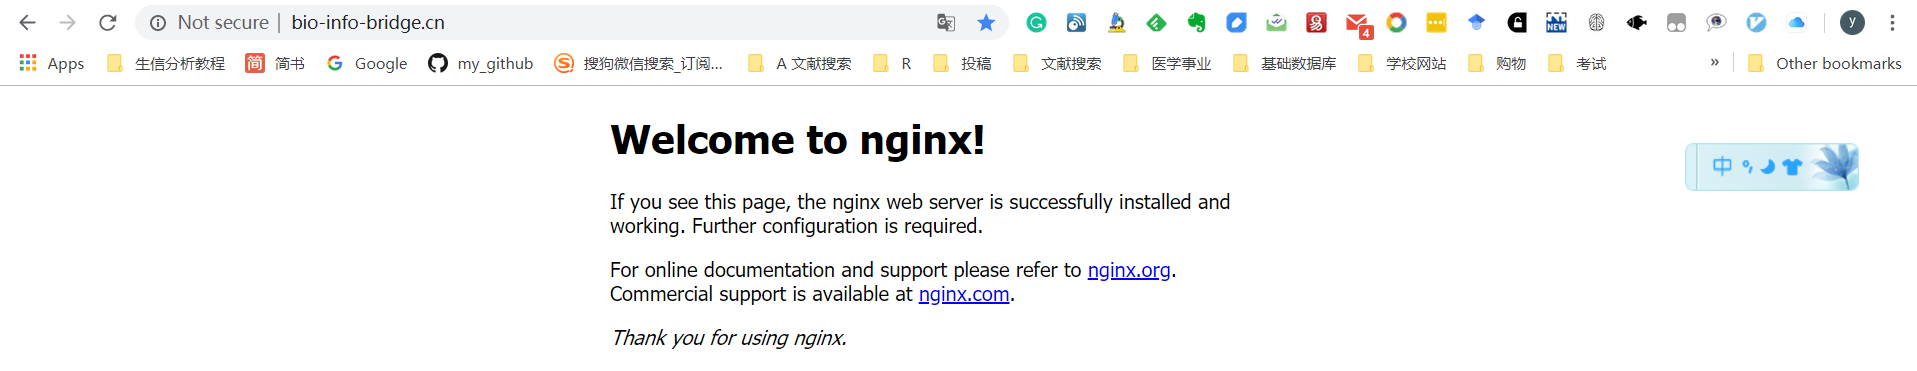 Not secure | bio-info-bridge.cn
4
NEW
y
Apps 生信分析教程 简 简书 Google my_github 搜狗微信搜索_订阅... A 文献搜索 R 投稿 文献搜索 医学事业 基础数据库 学校网站 购物 考试 » Other bookmarks
Welcome to nginx!
中
If you see this page, the nginx web server is successfully installed and
working. Further configuration is required.
For online documentation and support please refer to nginx.org.
Commercial support is available at nginx.com.
Thank you for using nginx.